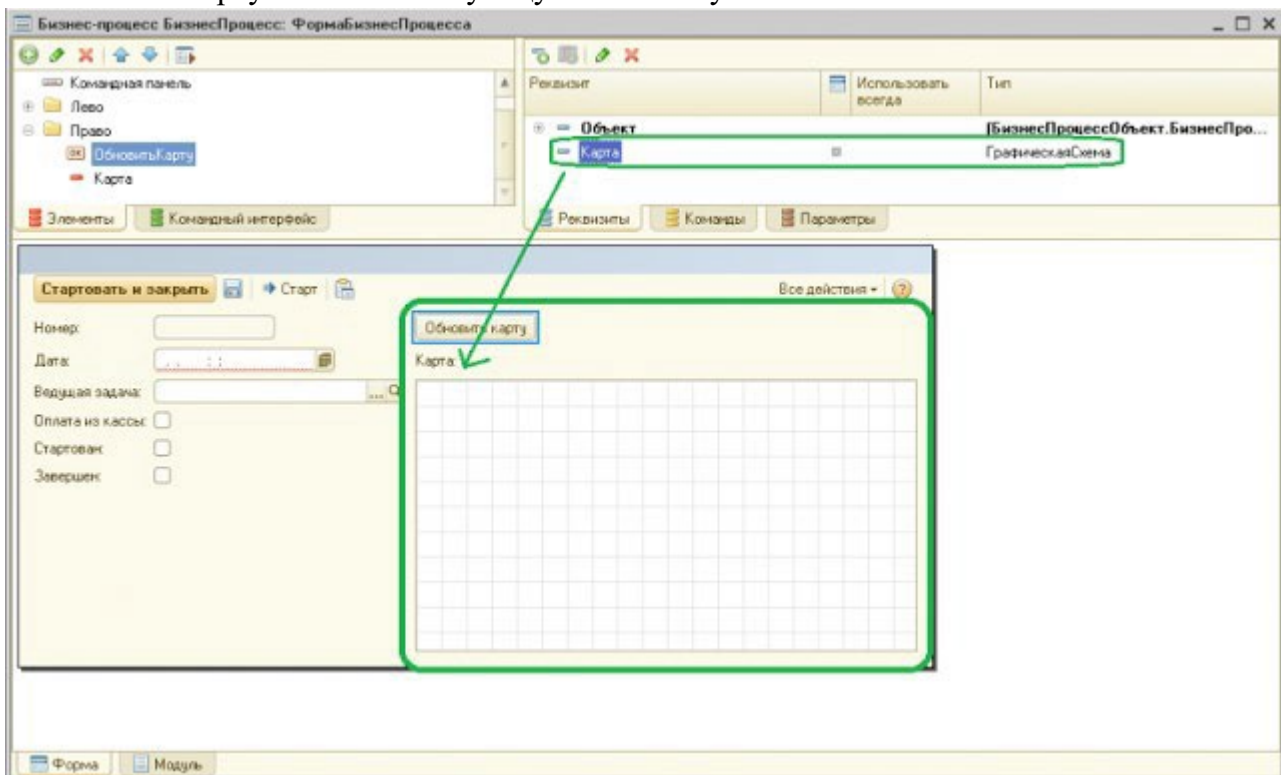 Бизнес-процесс БизнесПроцесс: ФормаБизнесПроцесса
Командная панель
Лево
Право
ОбновитьКарту
Карта
Элементы Командный интерфейс
Реквизит Использовать всегда Тип
Объект (БизнесПроцессОбъект.БизнесПро...
Карта ГрафическаяСхема
Реквизиты Команды Параметры
Стартовать и закрыть Старт Все действия
Номер:
Дата: . . : :
Ведущая задача: ...
Оплата из кассы:
Стартован:
Завершен:
Обновить карту
Карта:
Форма Модуль